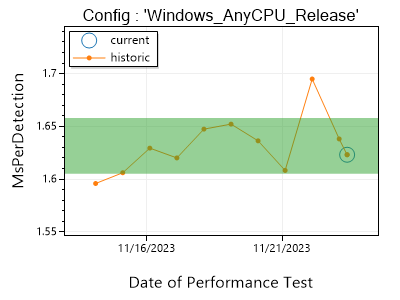 Config : 'Windows_AnyCPU_Release'
current
historic
MsPerDetection
1.7
1.65
1.6
1.55
11/16/2023
11/21/2023
Date of Performance Test